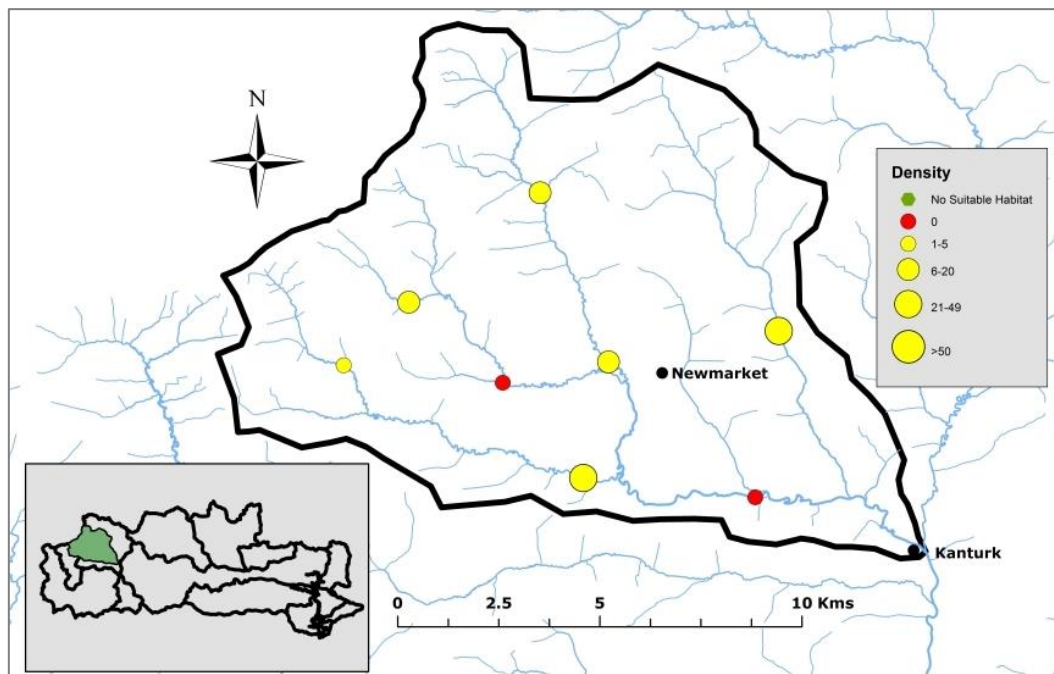 N
Density
No Suitable Habitat
0
1-5
6-20
21-49
>50
Newmarket
Kanturk
0 2.5 5 10 Kms